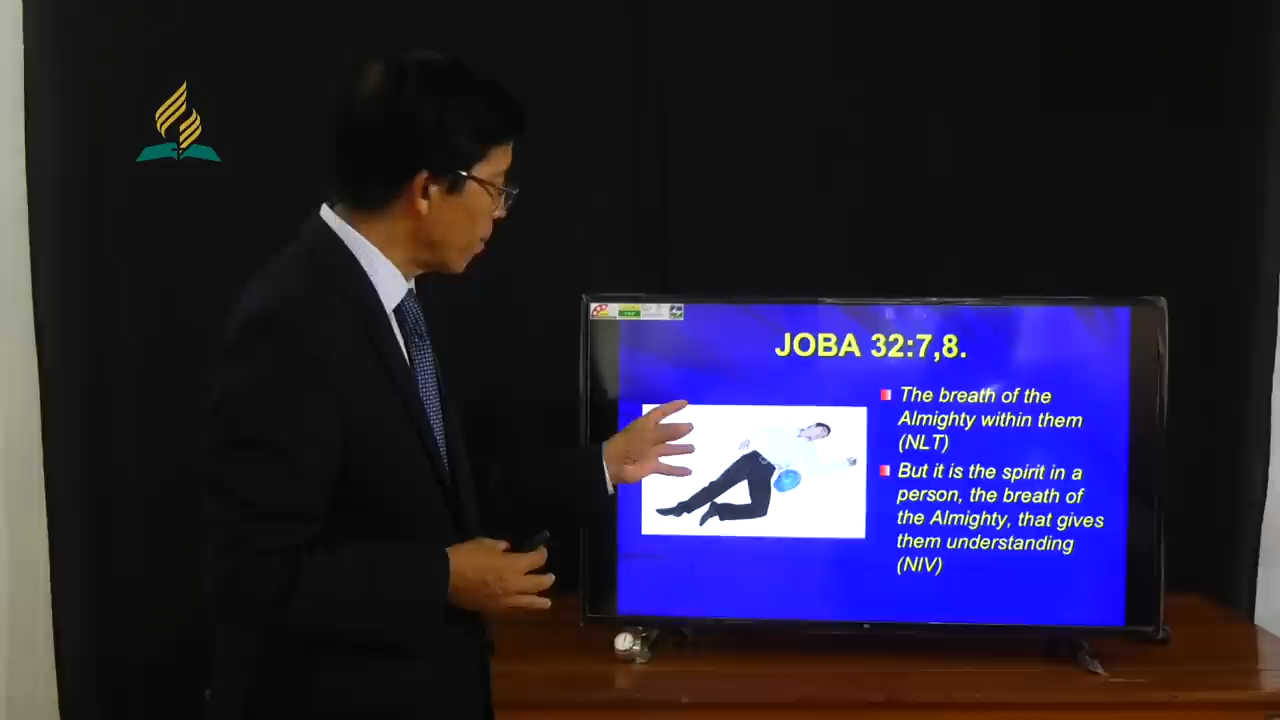 JOBA 32:7,8.
The breath of the
Almighty within them
(NLT)
But it is the spirit in a
person, the breath of
the Almighty, that gives
them understanding
(NIV)